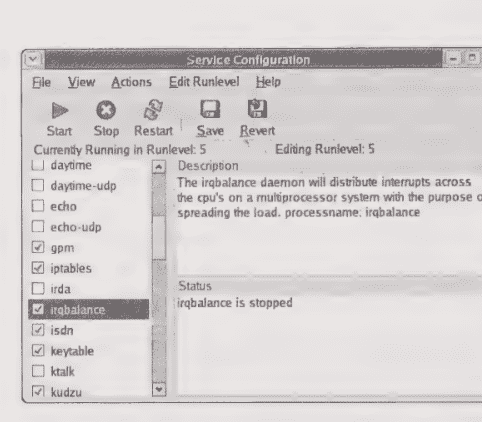 Service Configuration
File View Actions Edit Runlevel Help
Start Stop Restart Save Revert
Currently Running in Runlevel: 5 Editing Runlevel: 5
daytime
daytime-udp
echo
echo-udp
gpm
iptables
irda
irqbalance
isdn
keytable
ktalk
kudzu
Description
The irqbalance daemon will distribute interrupts across
the cpu's on a multiprocessor system with the purpose o
spreading the load. processname: irqbalance
Status
irqbalance is stopped